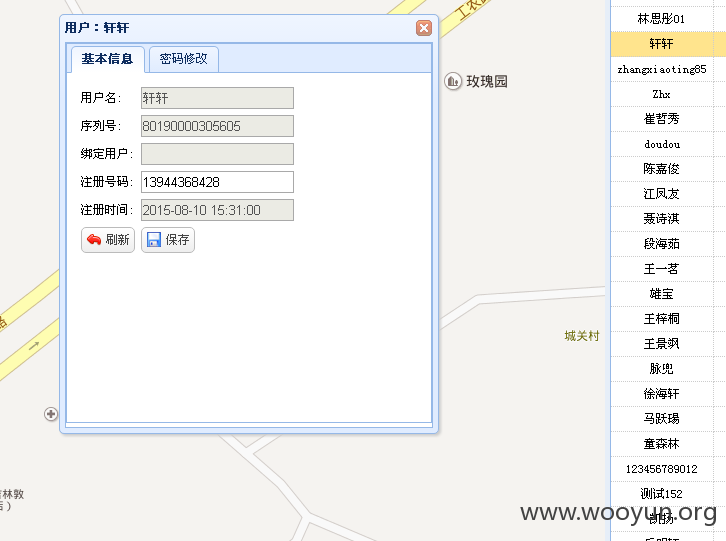 用户：轩轩
基本信息
密码修改
用户名：
轩轩
序列号：
80190000305605
绑定用户：
注册号码：
13944368428
注册时间：
2015-08-10 15:31:00
刷新
保存
工农
玫瑰园
城关村
林敦
林思彤01
轩轩
zhangxiaoting85
Zhx
崔哲秀
doudou
陈嘉俊
江凤友
聂诗淇
段海茹
王一茗
雄宝
王梓桐
王景飒
脉兜
徐海轩
马跃瑒
童森林
123456789012
测试152
www.wooyun.org